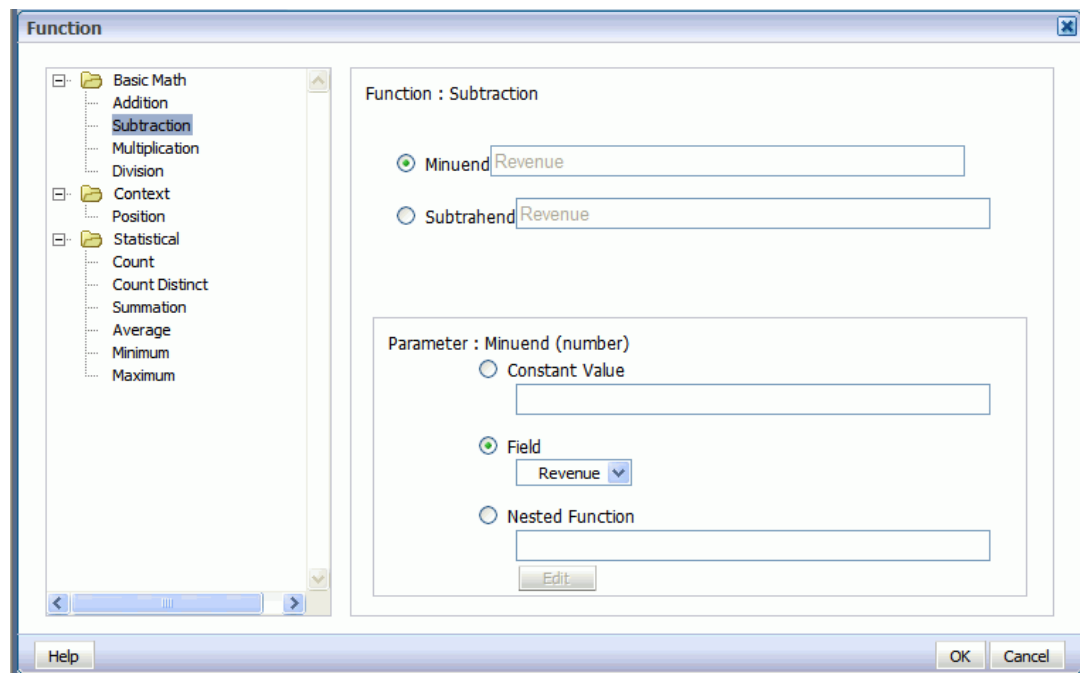 Function
Basic Math
Addition
Subtraction
Multiplication
Division
Context
Position
Statistical
Count
Count Distinct
Summation
Average
Minimum
Maximum
Function : Subtraction
Minuend Revenue
Subtrahend Revenue
Parameter : Minuend (number)
Constant Value
Field
Revenue
Nested Function
Edit
Help OK Cancel